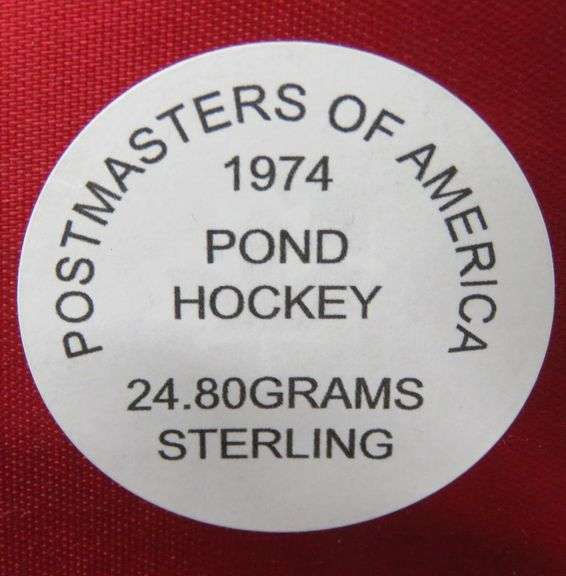 POSTMASTERS OF AMERICA
1974
POND
HOCKEY
24.80GRAMS
STERLING